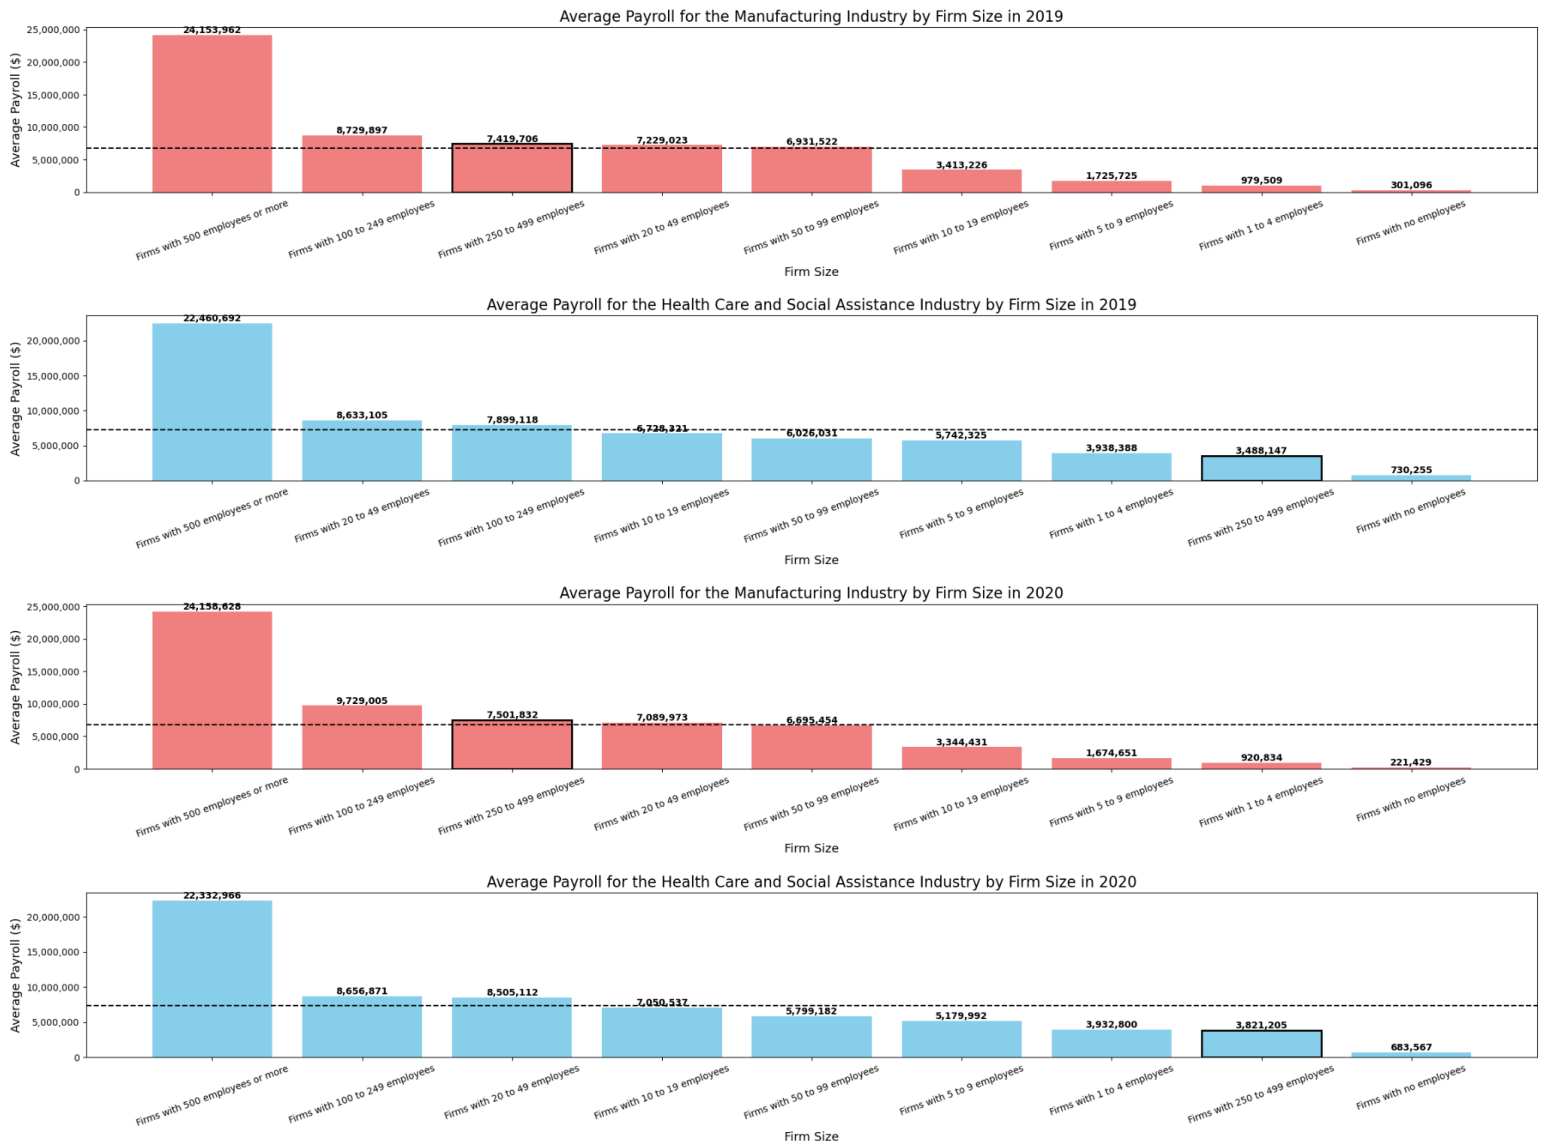 Average Payroll for the Manufacturing Industry by Firm Size in 2019
Average Payroll ($)
25,000,000
20,000,000
15,000,000
10,000,000
5,000,000
0
24,153,962
8,729,897
7,419,706
7,229,023
6,931,522
3,413,226
1,725,725
979,509
301,096
Firms with 500 employees or more
Firms with 100 to 249 employees
Firms with 250 to 499 employees
Firms with 20 to 49 employees
Firms with 50 to 99 employees
Firms with 10 to 19 employees
Firms with 5 to 9 employees
Firms with 1 to 4 employees
Firms with no employees
Firm Size
Average Payroll for the Health Care and Social Assistance Industry by Firm Size in 2019
Average Payroll ($)
20,000,000
15,000,000
10,000,000
5,000,000
0
22,460,692
8,633,105
7,899,118
6,728,321
6,026,031
5,742,325
3,938,388
3,488,147
730,255
Firms with 500 employees or more
Firms with 20 to 49 employees
Firms with 100 to 249 employees
Firms with 10 to 19 employees
Firms with 50 to 99 employees
Firms with 5 to 9 employees
Firms with 1 to 4 employees
Firms with 250 to 499 employees
Firms with no employees
Firm Size
Average Payroll for the Manufacturing Industry by Firm Size in 2020
Average Payroll ($)
25,000,000
20,000,000
15,000,000
10,000,000
5,000,000
0
24,158,628
9,729,005
7,501,832
7,089,973
6,695,454
3,344,431
1,674,651
920,834
221,429
Firms with 500 employees or more
Firms with 100 to 249 employees
Firms with 250 to 499 employees
Firms with 20 to 49 employees
Firms with 50 to 99 employees
Firms with 10 to 19 employees
Firms with 5 to 9 employees
Firms with 1 to 4 employees
Firms with no employees
Firm Size
Average Payroll for the Health Care and Social Assistance Industry by Firm Size in 2020
Average Payroll ($)
20,000,000
15,000,000
10,000,000
5,000,000
0
22,332,966
8,656,871
8,505,112
7,050,537
5,799,182
5,179,992
3,932,800
3,821,205
683,567
Firms with 500 employees or more
Firms with 100 to 249 employees
Firms with 20 to 49 employees
Firms with 10 to 19 employees
Firms with 50 to 99 employees
Firms with 5 to 9 employees
Firms with 1 to 4 employees
Firms with 250 to 499 employees
Firms with no employees
Firm Size